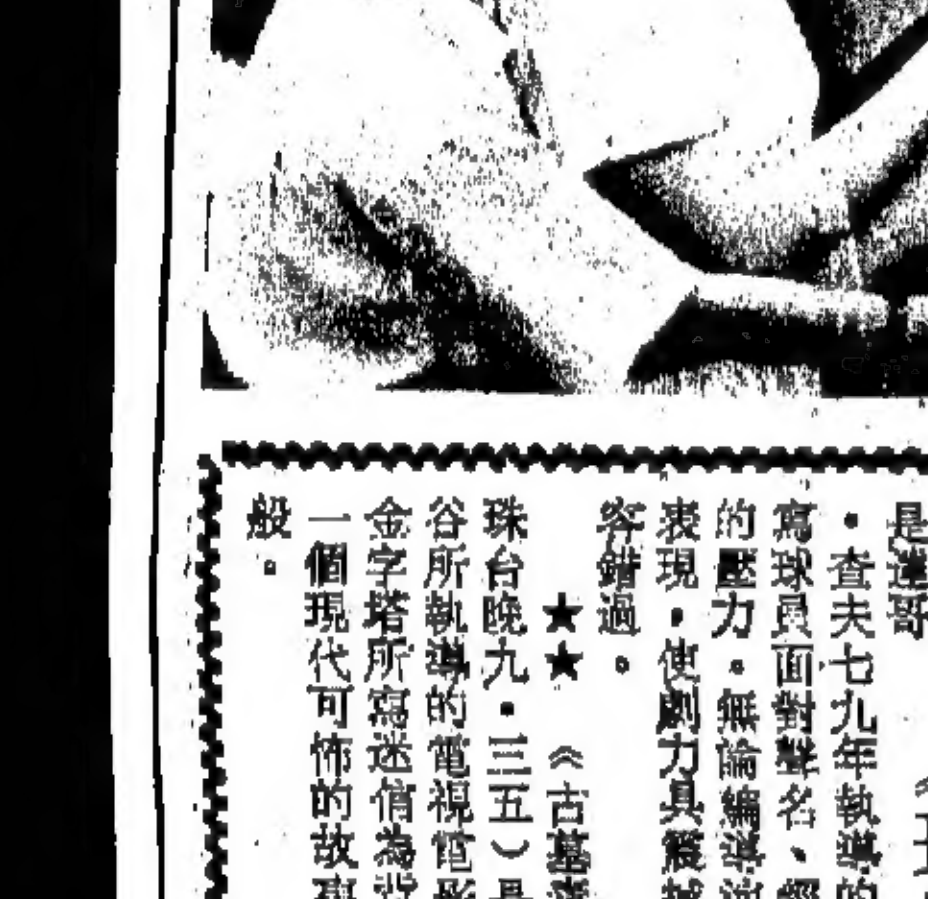 是達哥
・查夫七九年執導的
寫球員面對聲名、經
的壓力・無論編導演
表現・使劇力具震撼
容錯過。
★★ 《古墓
珠台晚九・三五）是
谷所執導的電視電影
金字塔所寫迷信為背
一個現代可怖的故事
般。